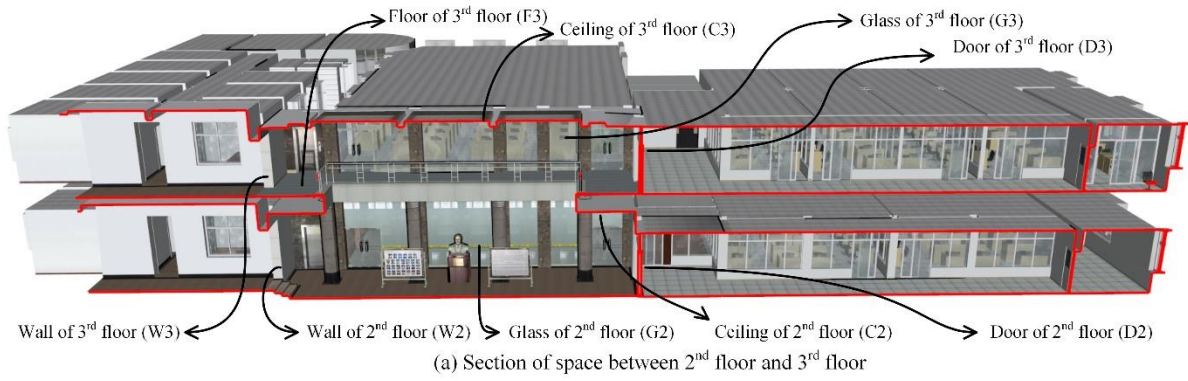 Floor of 3rd floor (F3)
Ceiling of 3rd floor (C3)
Glass of 3rd floor (G3)
Door of 3rd floor (D3)
Wall of 3rd floor (W3)
Wall of 2nd floor (W2)
Glass of 2nd floor (G2)
Ceiling of 2nd floor (C2)
Door of 2nd floor (D2)
(a) Section of space between 2nd floor and 3rd floor